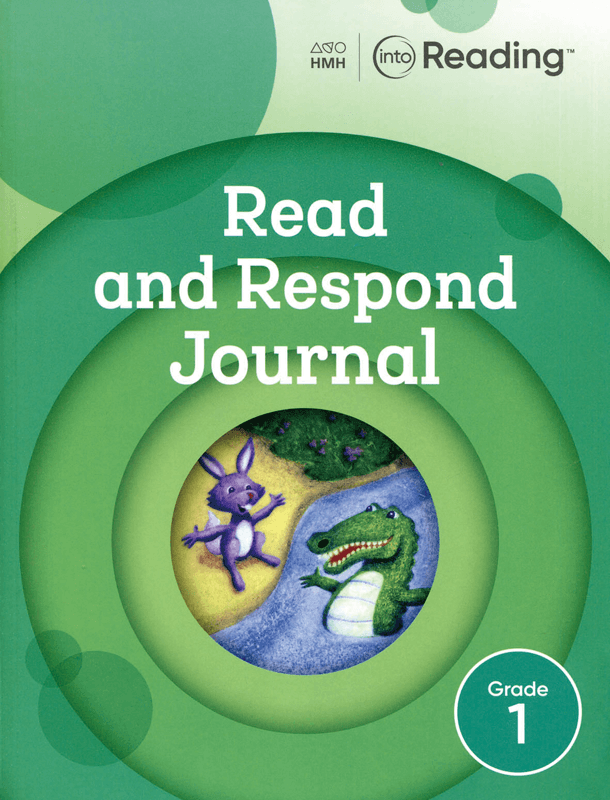 HMH
into Reading™
Read
and Respond
Journal
Grade
1